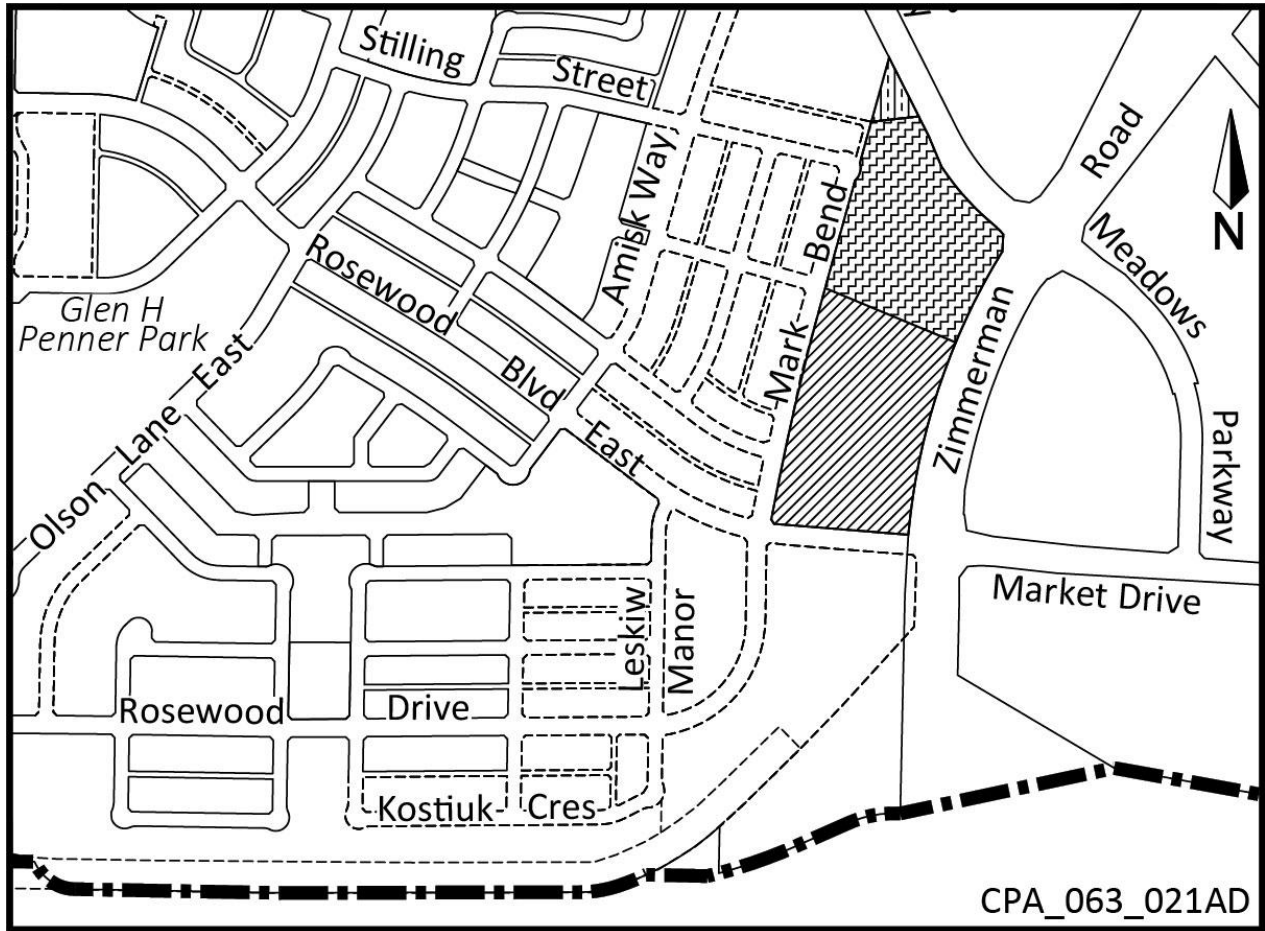 Stilling
Street
Road
Amisk Way
Bend
N
Meadows
Rosewood
Glen H
Penner Park
Zimmerman
Mark
Blvd
East
Olson Lane East
Parkway
Leskiw
Manor
Market Drive
Rosewood
Drive
Kostiuk
Cres
CPA_063_021AD